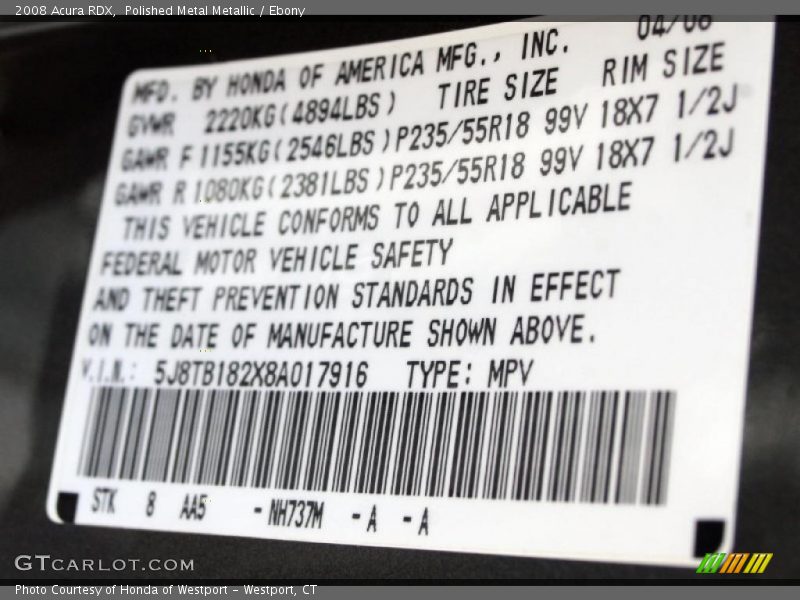 2008 Acura RDX, Polished Metal Metallic / Ebony
04/08
MFD. BY HONDA OF AMERICA MFG., INC.
GVWR 2220KG(4894LBS) TIRE SIZE RIM SIZE
GAWR F 1155KG(2546LBS)P235/55R18 99V 18X7 1/2J
GAWR R 1080KG(2381LBS)P235/55R18 99V 18X7 1/2J
THIS VEHICLE CONFORMS TO ALL APPLICABLE
FEDERAL MOTOR VEHICLE SAFETY
AND THEFT PREVENTION STANDARDS IN EFFECT
ON THE DATE OF MANUFACTURE SHOWN ABOVE.
V.I.N.: 5J8TB182X8A017916 TYPE: MPV
STK 8 AA5 -NH737M -A -A
GTCARLOT.COM
Photo Courtesy of Honda of Westport - Westport, CT